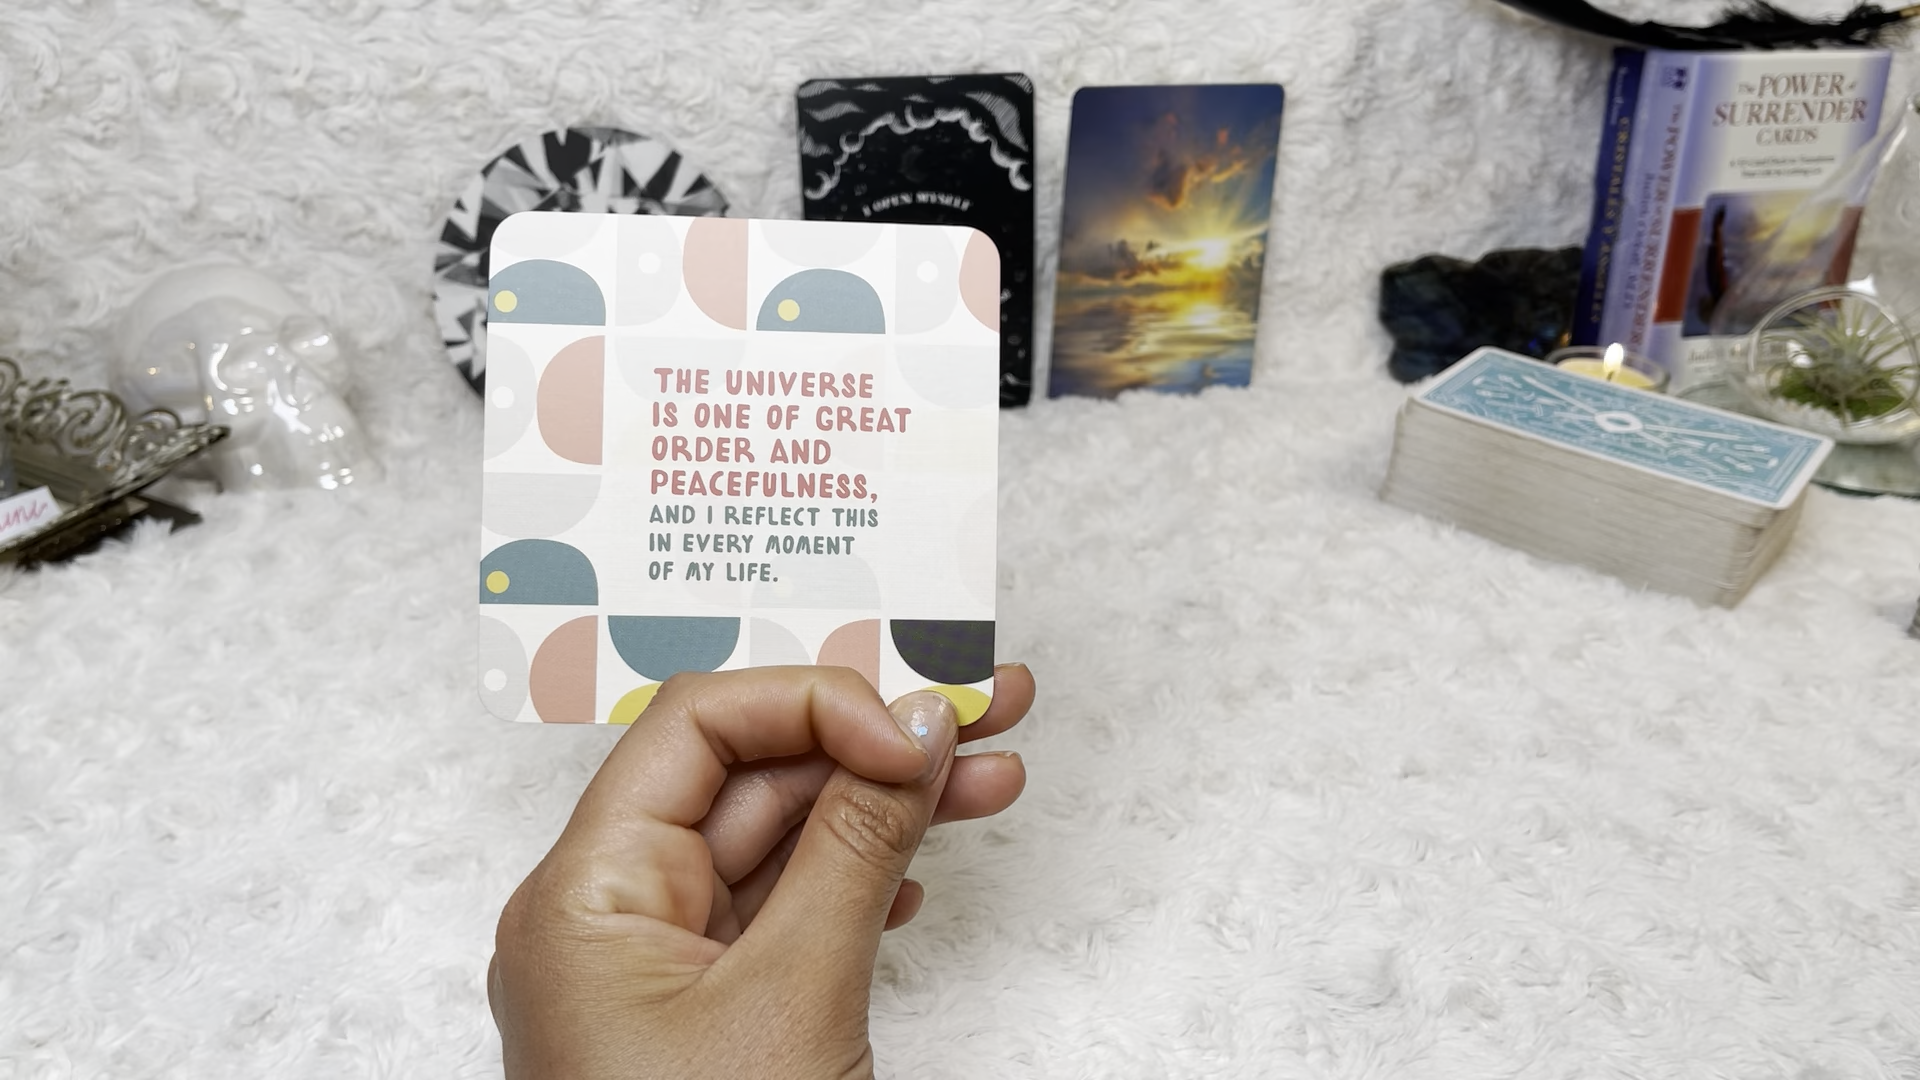 I OPEN MYSELF
The POWER of
SURRENDER
CARDS
THE UNIVERSE
IS ONE OF GREAT
ORDER AND
PEACEFULNESS,
AND I REFLECT THIS
IN EVERY MOMENT
OF MY LIFE.